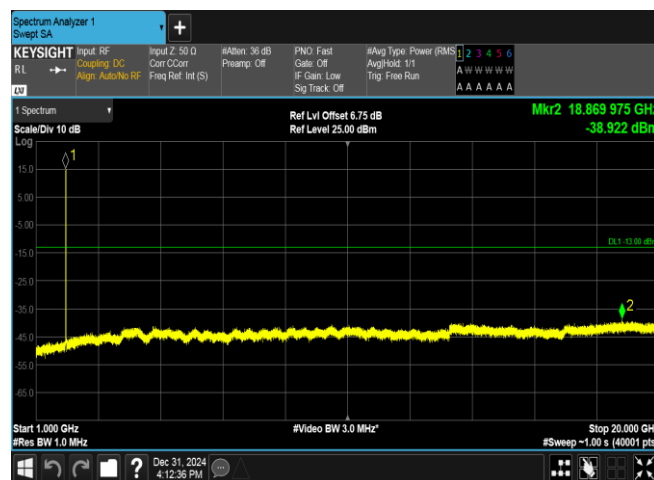 Spectrum Analyzer 1
Swept SA
+
KEYSIGHT
RL
LXI
Input: RF
Coupling: DC
Align: Auto/No RF
Input Z: 50 Ω
Corr CCorr
Freq Ref: Int (S)
#Atten: 36 dB
Preamp: Off
PNO: Fast
Gate: Off
IF Gain: Low
Sig Track: Off
#Avg Type: Power (RMS
Avg|Hold: 1/1
Trig: Free Run
1 2 3 4 5 6
A W W W W W
A A A A A A
1 Spectrum
Scale/Div 10 dB
Log
Ref Lvl Offset 6.75 dB
Ref Level 25.00 dBm
Mkr2 18.869 975 GHz
-38.922 dBm
1
15.0
5.00
-5.00
DL1 -13.00 dBm
-15.0
-25.0
2
-35.0
-45.0
-55.0
-65.0
Start 1.000 GHz
#Res BW 1.0 MHz
#Video BW 3.0 MHz*
Stop 20.000 GHz
#Sweep ~1.00 s (40001 pts)
?
Dec 31, 2024
4:12:36 PM